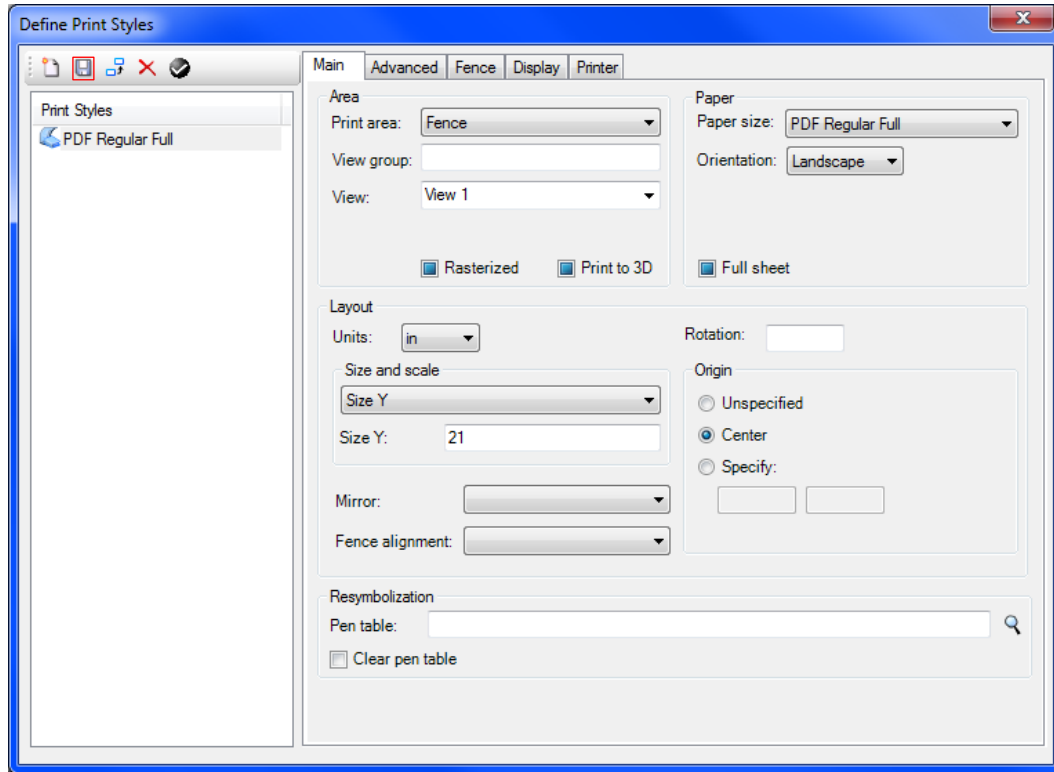 Define Print Styles
Print Styles
PDF Regular Full
Main Advanced Fence Display Printer
Area
Print area: Fence
View group:
View: View 1
Rasterized Print to 3D
Paper
Paper size: PDF Regular Full
Orientation: Landscape
Full sheet
Layout
Units: in
Size and scale
Size Y
Size Y: 21
Mirror:
Fence alignment:
Rotation:
Origin
Unspecified
Center
Specify:
Resymbolization
Pen table:
Clear pen table